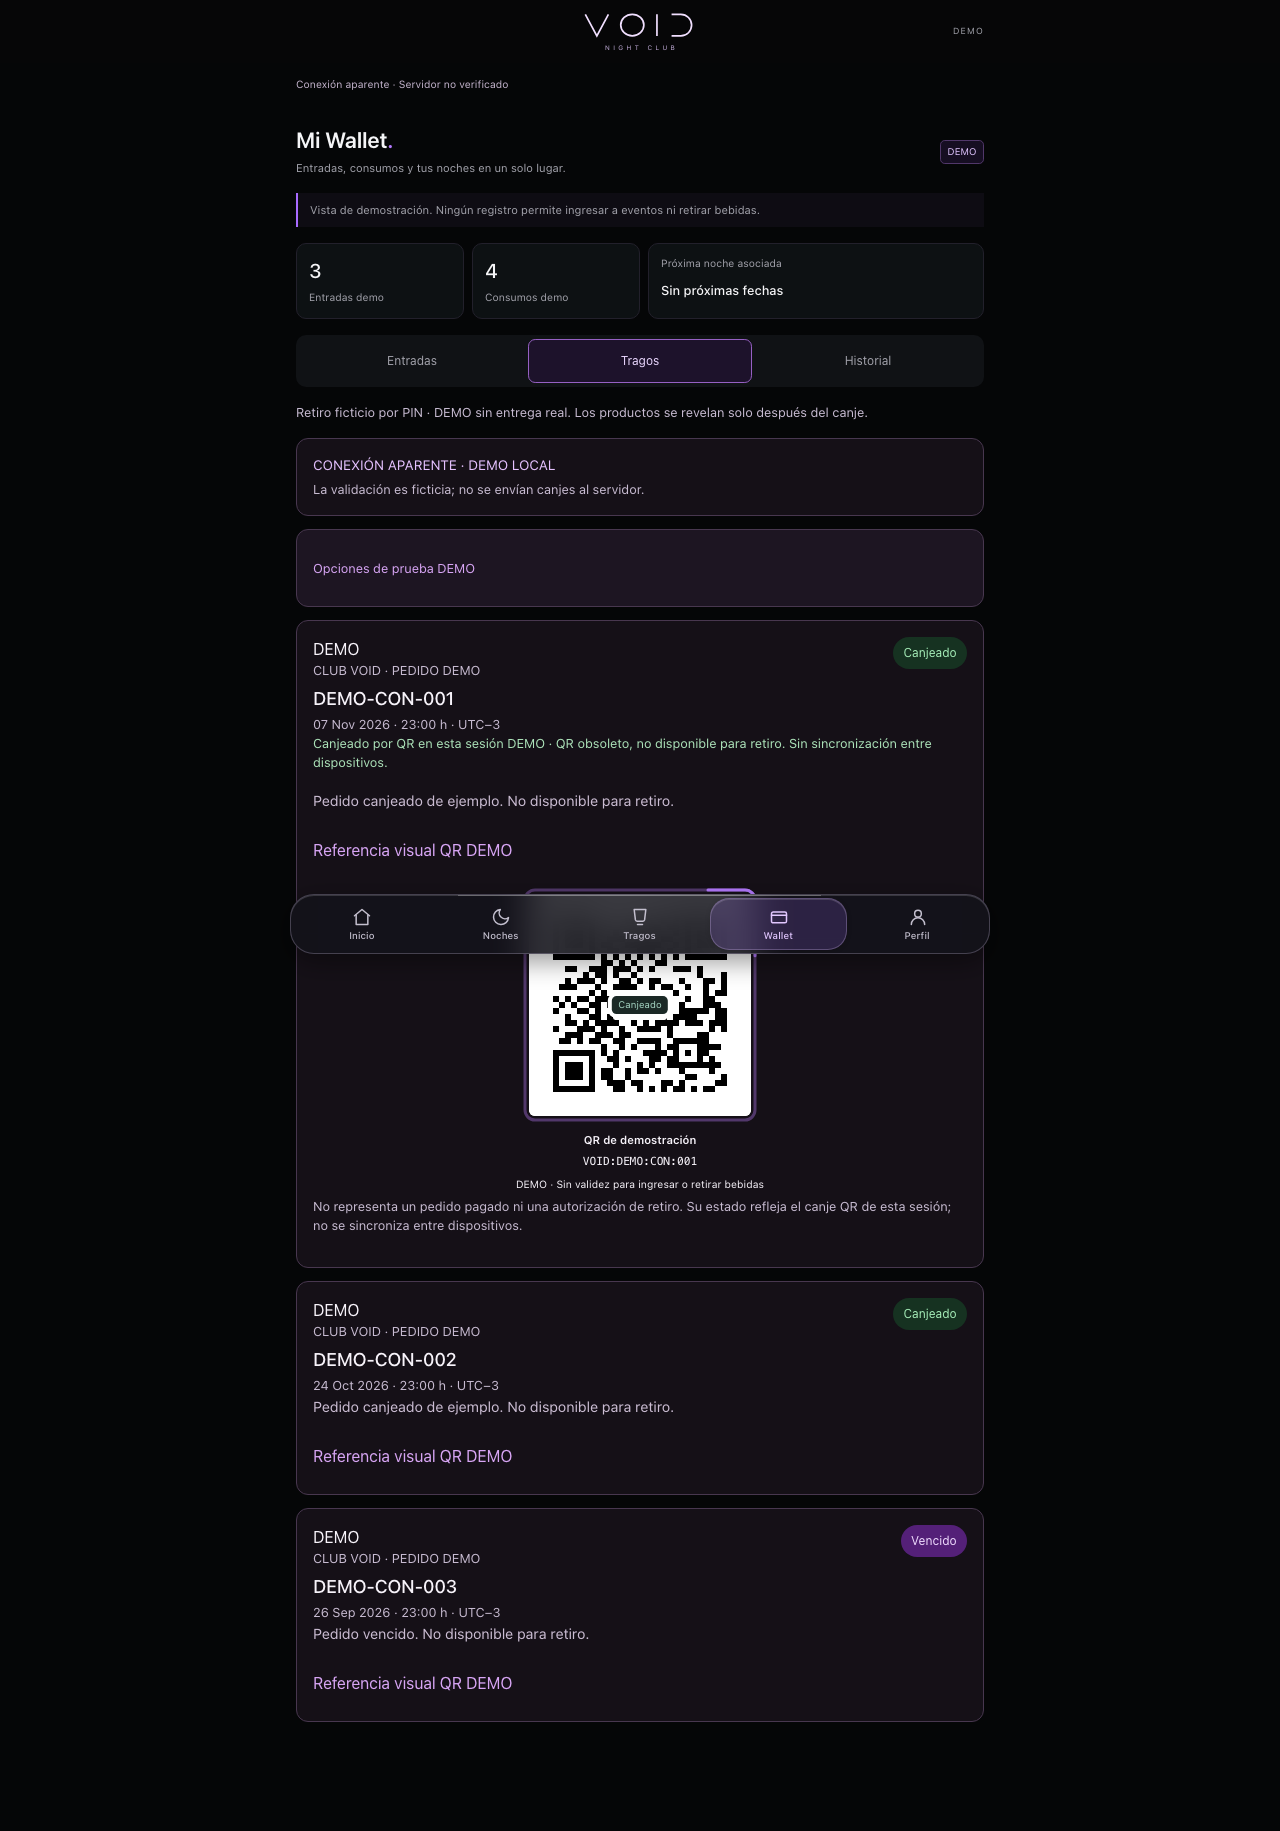 VOID
NIGHT CLUB
DEMO
Conexión aparente · Servidor no verificado
Mi Wallet.
DEMO
Entradas, consumos y tus noches en un solo lugar.
Vista de demostración. Ningún registro permite ingresar a eventos ni retirar bebidas.
3
Entradas demo
4
Consumos demo
Próxima noche asociada
Sin próximas fechas
Entradas
Tragos
Historial
Retiro ficticio por PIN · DEMO sin entrega real. Los productos se revelan solo después del canje.
CONEXIÓN APARENTE · DEMO LOCAL
La validación es ficticia; no se envían canjes al servidor.
Opciones de prueba DEMO
DEMO
Canjeado
CLUB VOID · PEDIDO DEMO
DEMO-CON-001
07 Nov 2026 · 23:00 h · UTC−3
Canjeado por QR en esta sesión DEMO · QR obsoleto, no disponible para retiro. Sin sincronización entre
dispositivos.
Pedido canjeado de ejemplo. No disponible para retiro.
Referencia visual QR DEMO
Inicio
Noches
Tragos
Wallet
Perfil
Canjeado
QR de demostración
VOID:DEMO:CON:001
DEMO · Sin validez para ingresar o retirar bebidas
No representa un pedido pagado ni una autorización de retiro. Su estado refleja el canje QR de esta sesión;
no se sincroniza entre dispositivos.
DEMO
Canjeado
CLUB VOID · PEDIDO DEMO
DEMO-CON-002
24 Oct 2026 · 23:00 h · UTC−3
Pedido canjeado de ejemplo. No disponible para retiro.
Referencia visual QR DEMO
DEMO
Vencido
CLUB VOID · PEDIDO DEMO
DEMO-CON-003
26 Sep 2026 · 23:00 h · UTC−3
Pedido vencido. No disponible para retiro.
Referencia visual QR DEMO